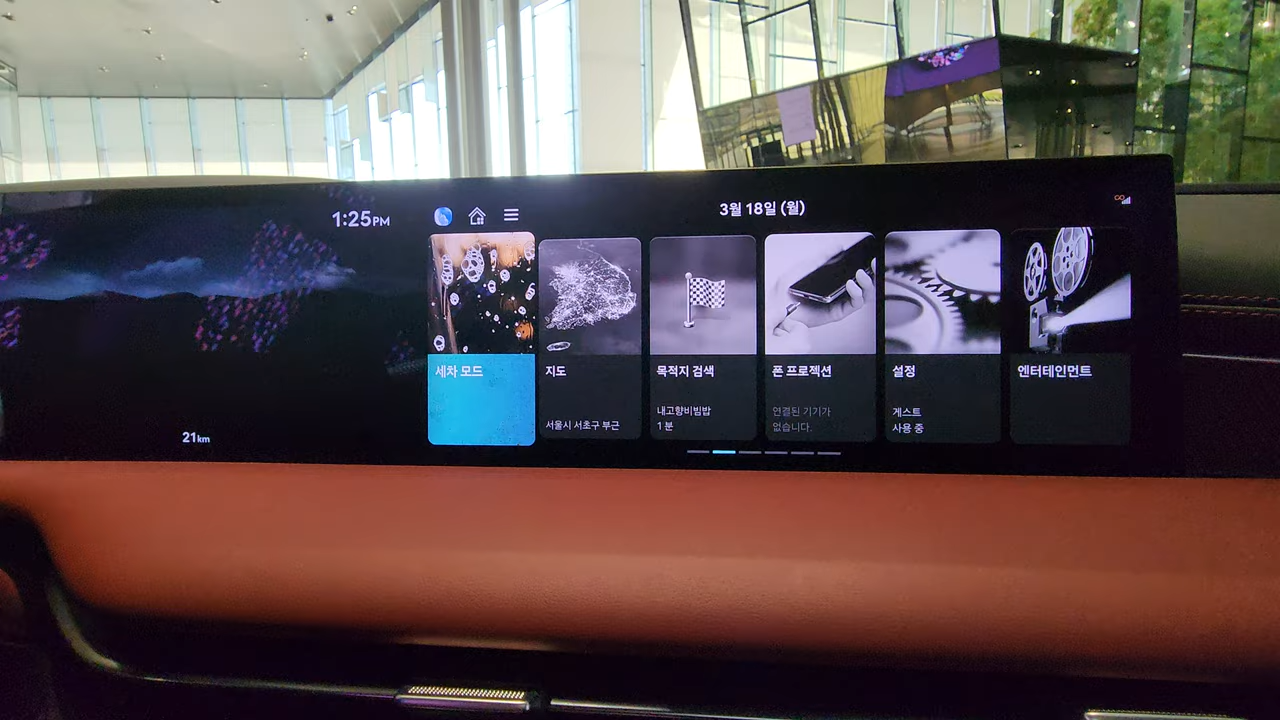 1:25PM
3월 18일 (월)
세차 모드
지도
서울시 서초구 부근
목적지 검색
내고향비빔밥
1 분
폰 프로젝션
연결된 기기가
없습니다.
설정
게스트
사용 중
엔터테인먼트
21km